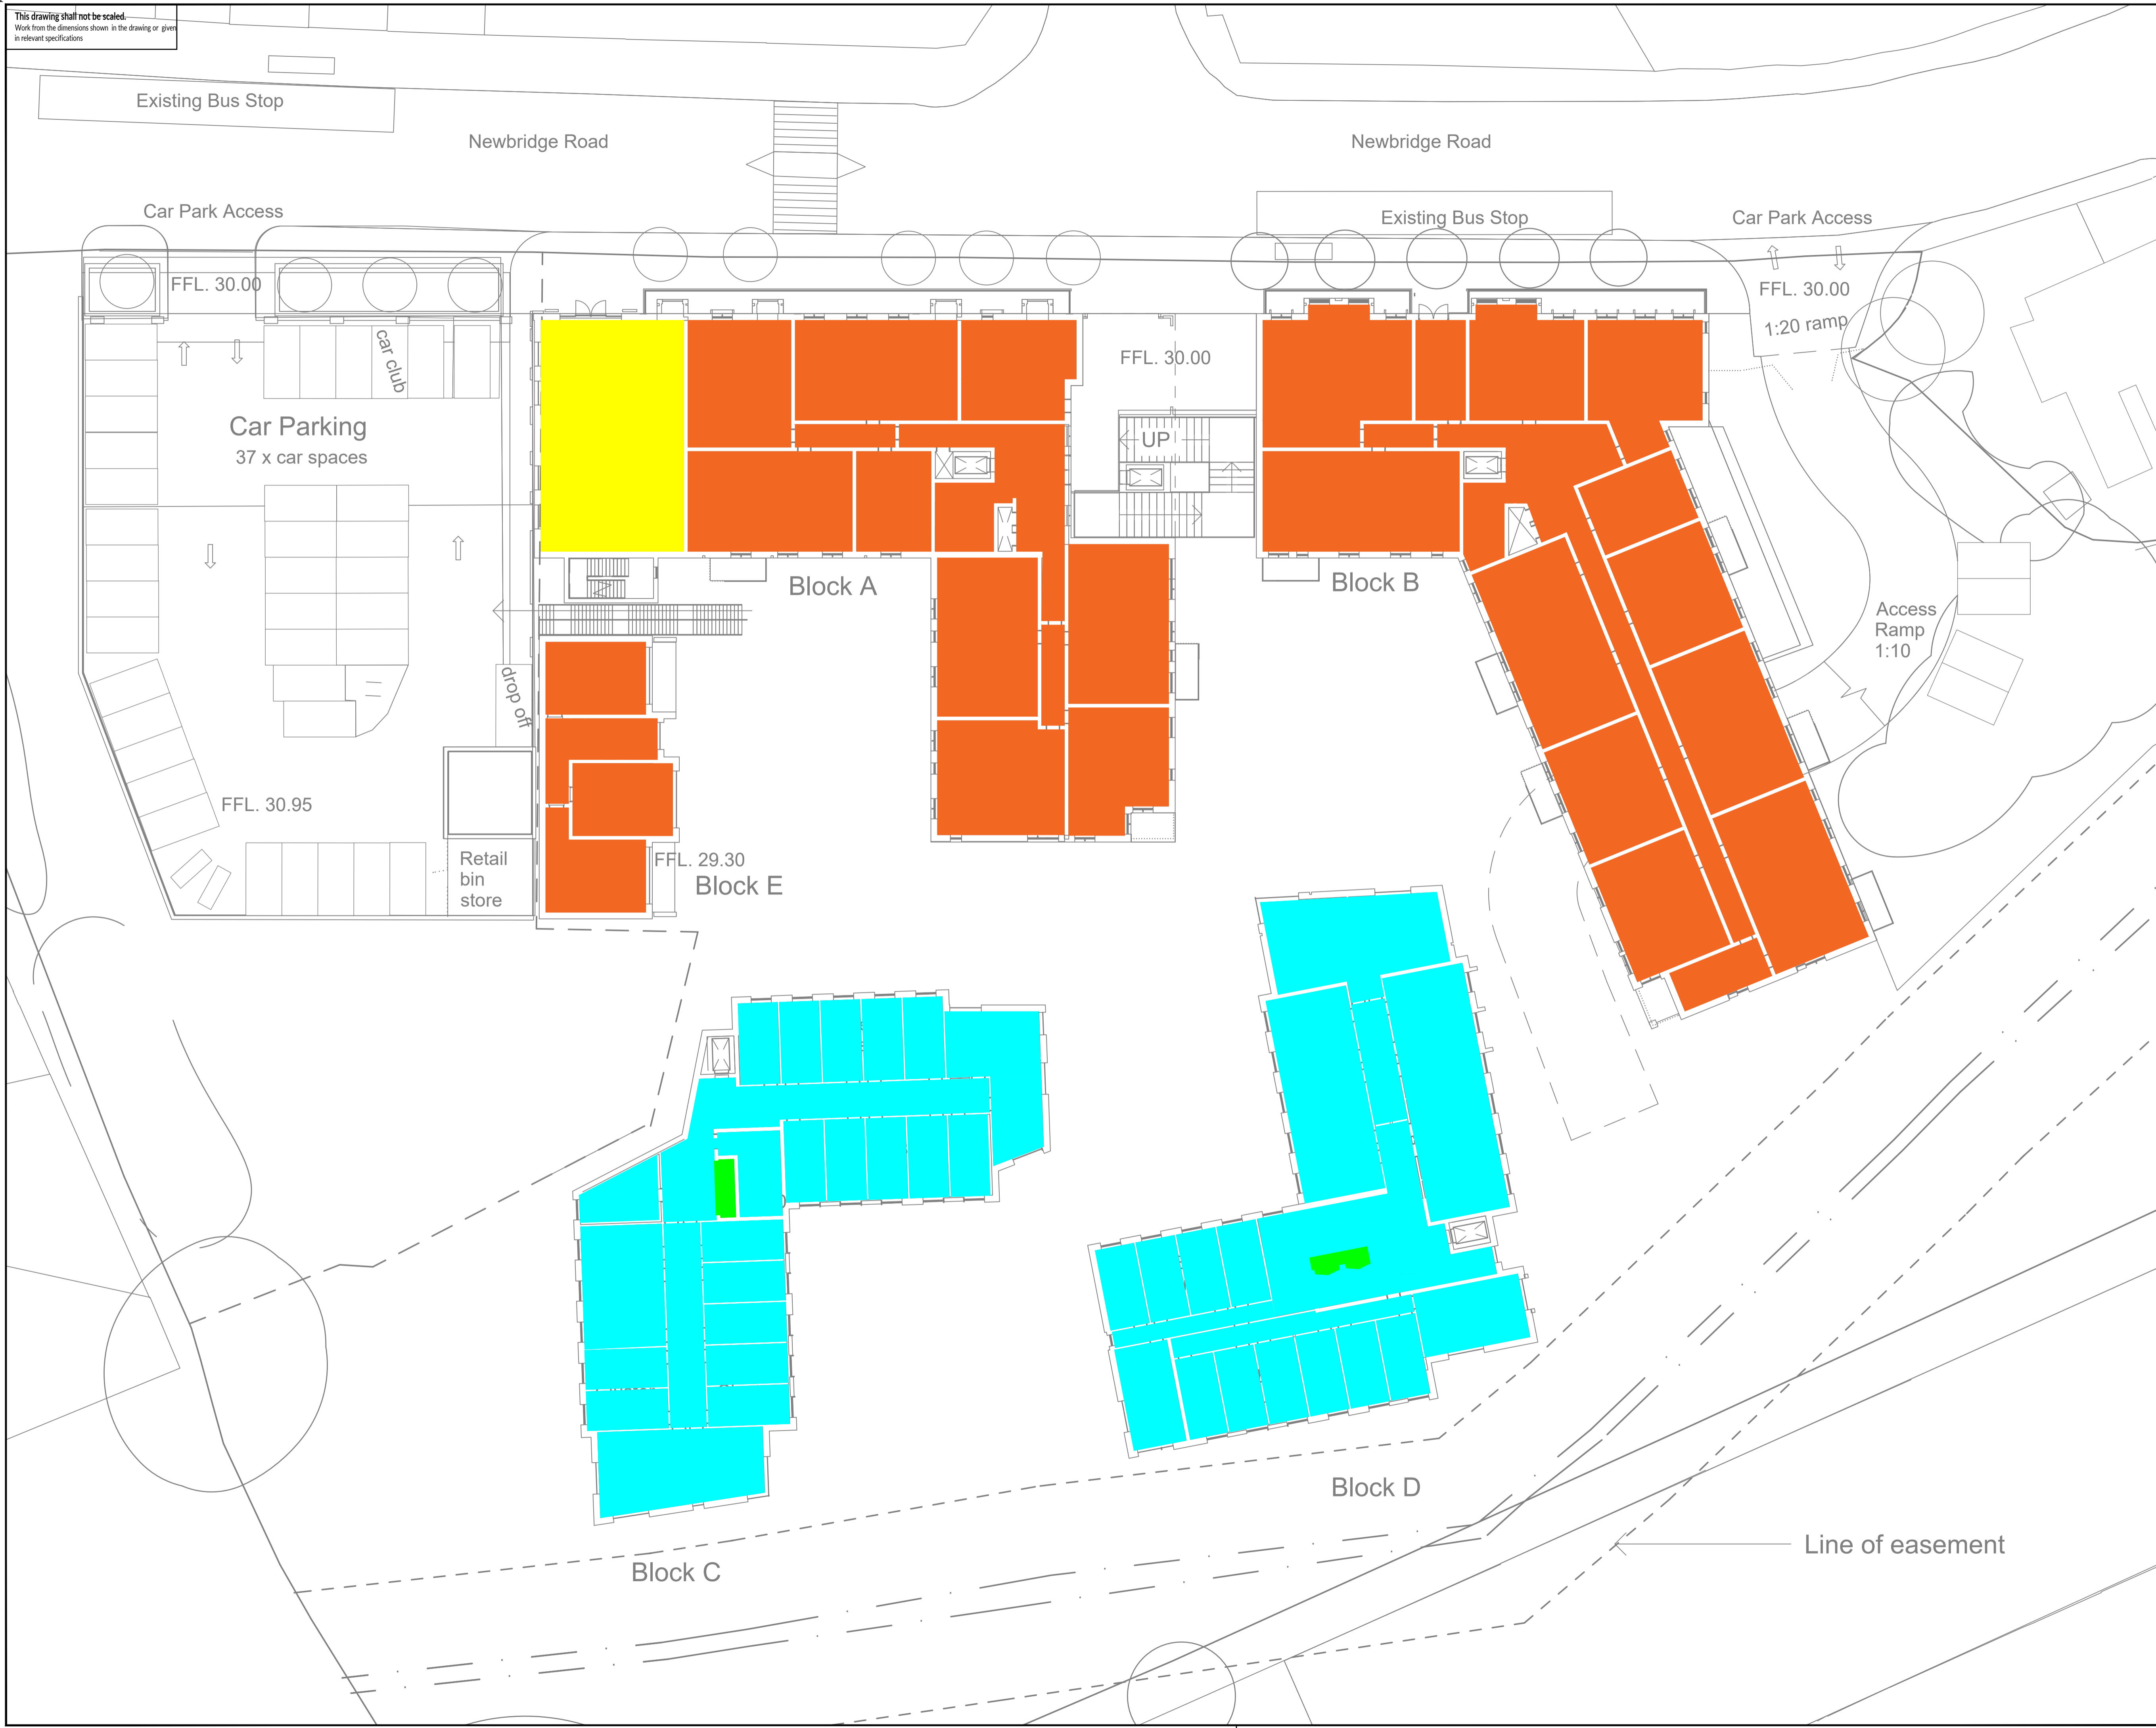 This drawing shall not be scaled.
Work from the dimensions shown in the drawing or given
in relevant specifications
Existing Bus Stop
Newbridge Road
Newbridge Road
Car Park Access
Existing Bus Stop
Car Park Access
FFL. 30.00
FFL. 30.00
1:20 ramp
car club
FFL. 30.00
Car Parking
37 x car spaces
UP
Block A
Block B
Access
Ramp
1:10
drop off
FFL. 30.95
Retail
bin
store
FFL. 29.30
Block E
Block D
Line of easement
Block C